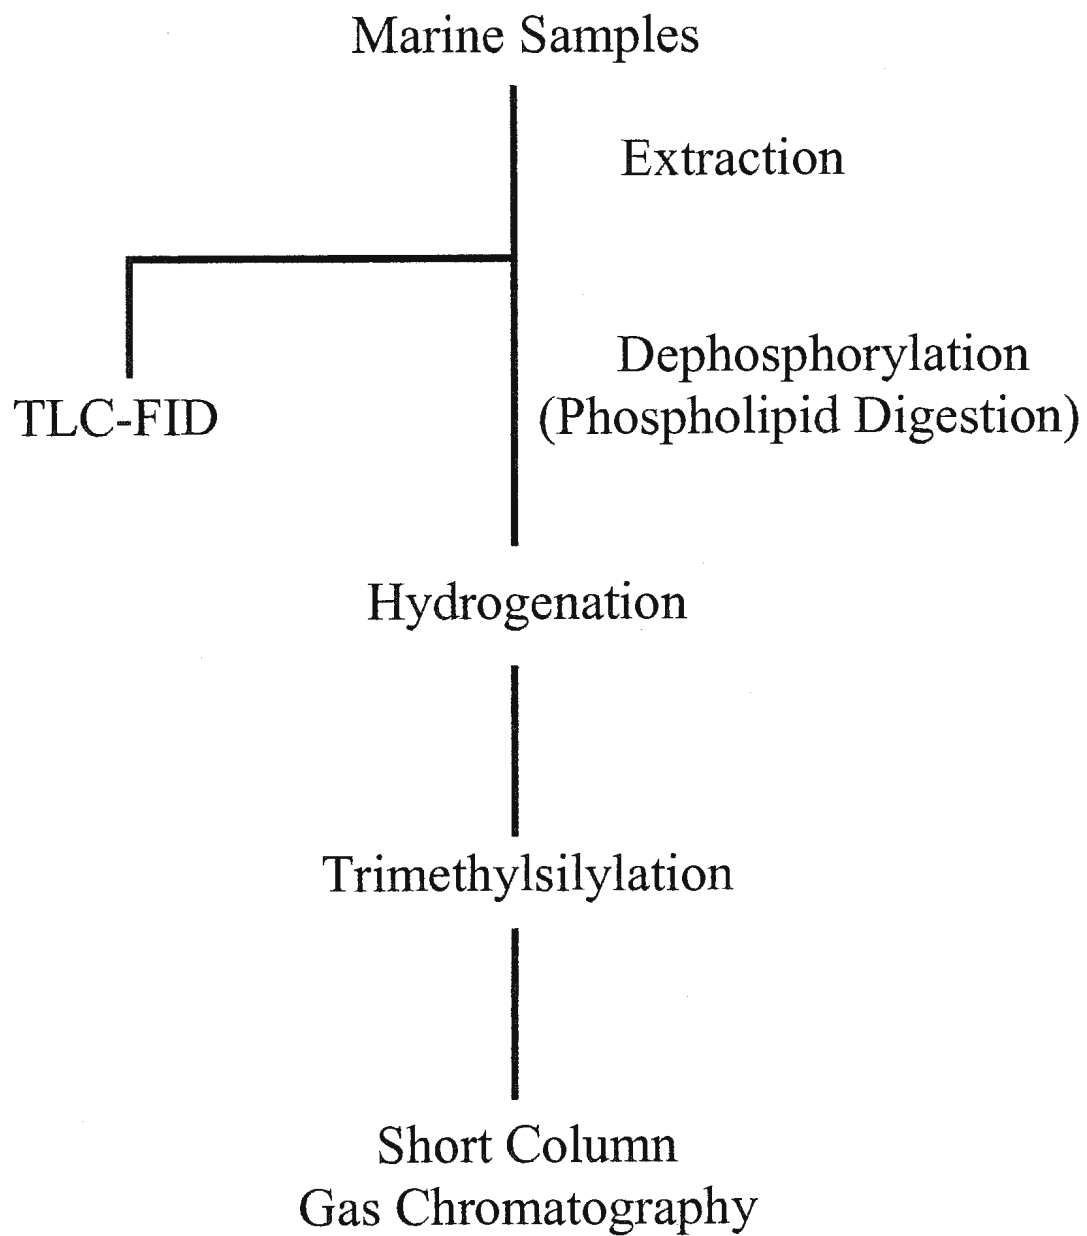 Marine Samples
Extraction
Dephosphorylation
(Phospholipid Digestion)
TLC-FID
Hydrogenation
Trimethylsilylation
Short Column
Gas Chromatography